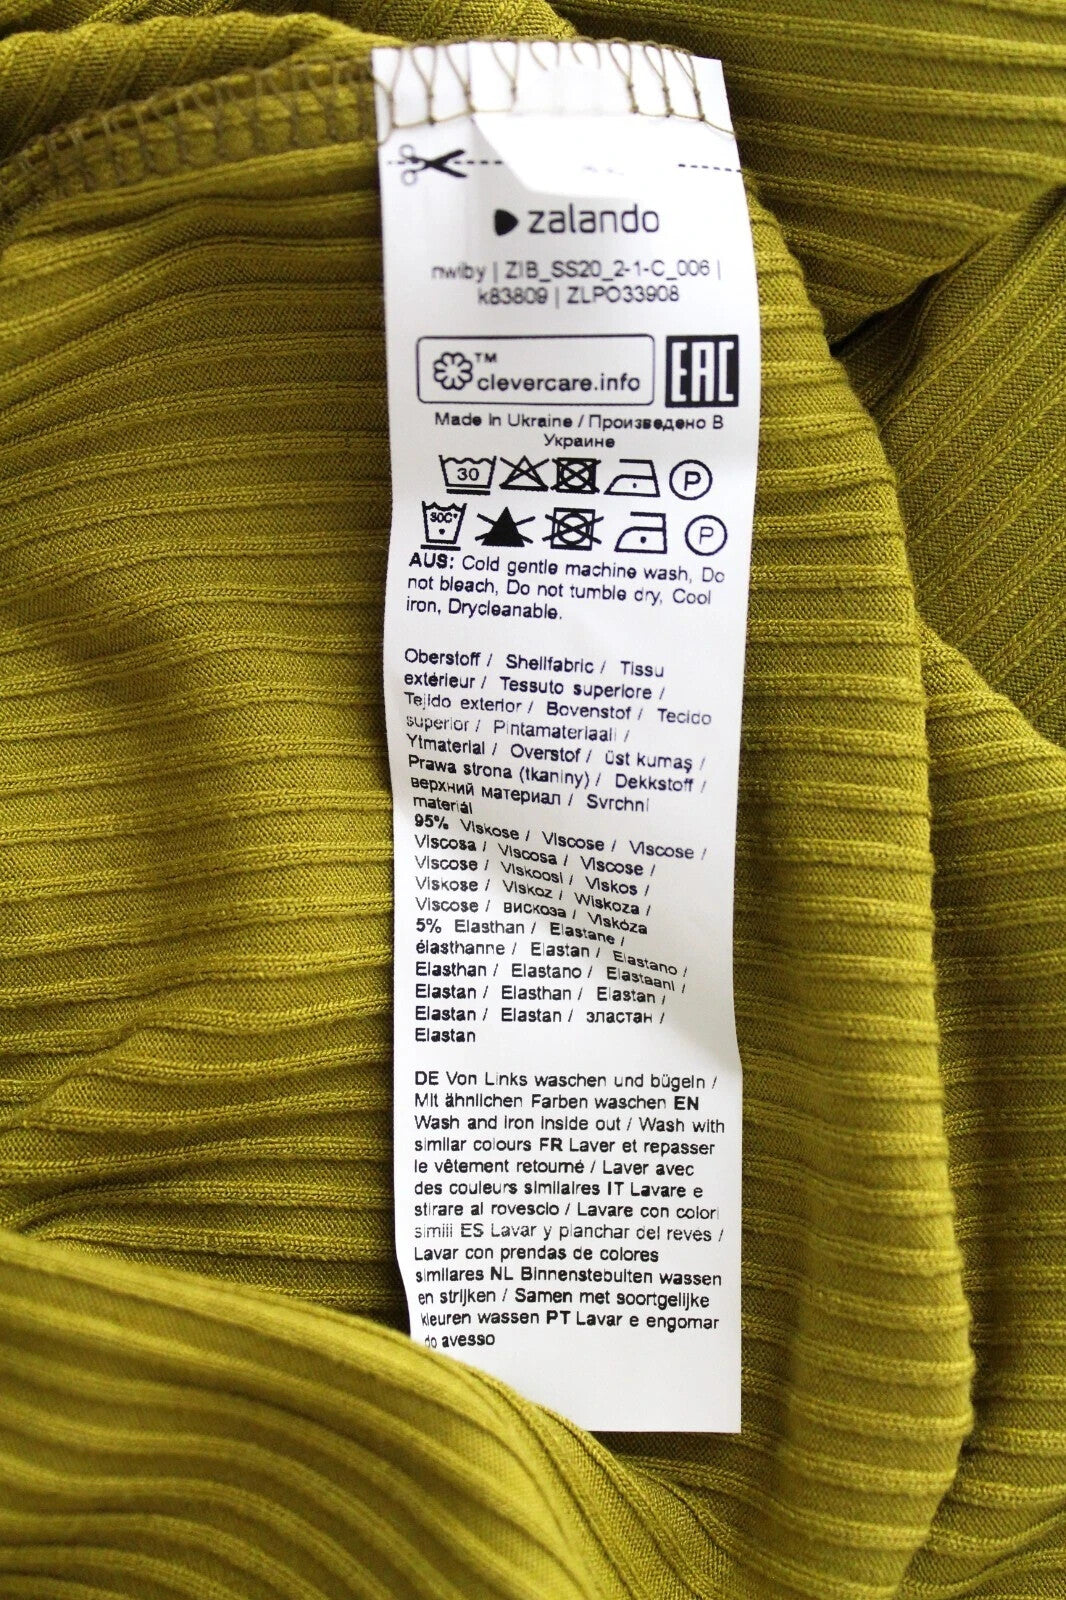 zalando
nwiby | ZIB_SS20_2-1-C_006 |
k83809 | ZLPO33908
™
clevercare.info
EAC
Made In Ukraine / Произведено В
Украине
30
P
30C°
P
AUS: Cold gentle machine wash, Do
not bleach, Do not tumble dry, Cool
iron, Drycleanable.
Oberstoff / Shellfabric / Tissu
extérieur / Tessuto superiore /
Tejido exterior / Bovenstof / Tecido
superior / Pintamateriaali /
Ytmaterial / Overstof / üst kumaş /
Prawa strona (tkaniny) / Dekkstoff /
верхний материал / Svrchní
materiál
95% Viskose / Viscose / Viscose /
Viscosa / Viscosa / Viscose /
Viscose / Viskoosi / Viskos /
Viskose / Viskoz / Wiskoza /
Viscose / вискоза / Viskóza
5% Elasthan / Elastane /
élasthanne / Elastan / Elastano /
Elasthan / Elastano / Elastaani /
Elastan / Elasthan / Elastan /
Elastan / Elastan / эластан /
Elastan
DE Von Links waschen und bügeln /
Mit ähnlichen Farben waschen EN
Wash and iron inside out / Wash with
similar colours FR Laver et repasser
le vêtement retourné / Laver avec
des couleurs similaires IT Lavare e
stirare al rovescio / Lavare con colori
simili ES Lavar y planchar del reves /
Lavar con prendas de colores
similares NL Binnenstebuiten wassen
en strijken / Samen met soortgelijke
kleuren wassen PT Lavar e engomar
do avesso